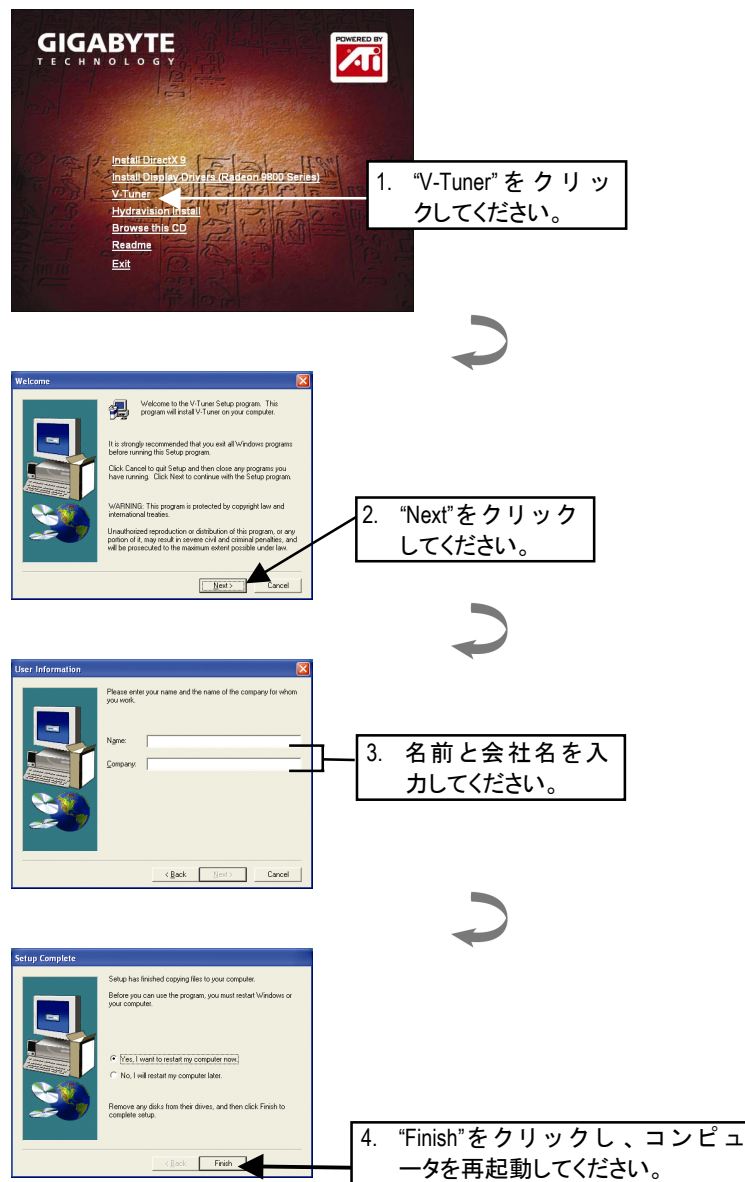 GIGABYTE
TECHNOLOGY
POWERED BY
ATi
Install DirectX 9
Install Display Drivers (Radeon 9800 Series)
V-Tuner
Hydravision Install
Browse this CD
Readme
Exit
1. “V-Tuner”をクリッ
クしてください。
Welcome
Welcome to the V-Tuner Setup program. This
program will install V-Tuner on your computer.
It is strongly recommended that you exit all Windows programs
before running this Setup program.
Click Cancel to quit Setup and then close any programs you
have running. Click Next to continue with the Setup program.
WARNING: This program is protected by copyright law and
international treaties.
Unauthorized reproduction or distribution of this program, or any
portion of it, may result in severe civil and criminal penalties, and
will be prosecuted to the maximum extent possible under law.
Next >
Cancel
2. “Next”をクリック
してください。
User Information
Please enter your name and the name of the company for whom
you work.
Name:
Company:
< Back
Next >
Cancel
3. 名前と会社名を入
力してください。
Setup Complete
Setup has finished copying files to your computer.
Before you can use the program, you must restart Windows or
your computer.
Yes, I want to restart my computer now.
No, I will restart my computer later.
Remove any disks from their drives, and then click Finish to
complete setup.
< Back
Finish
4. “Finish”をクリックし、コンピュ
ータを再起動してください。